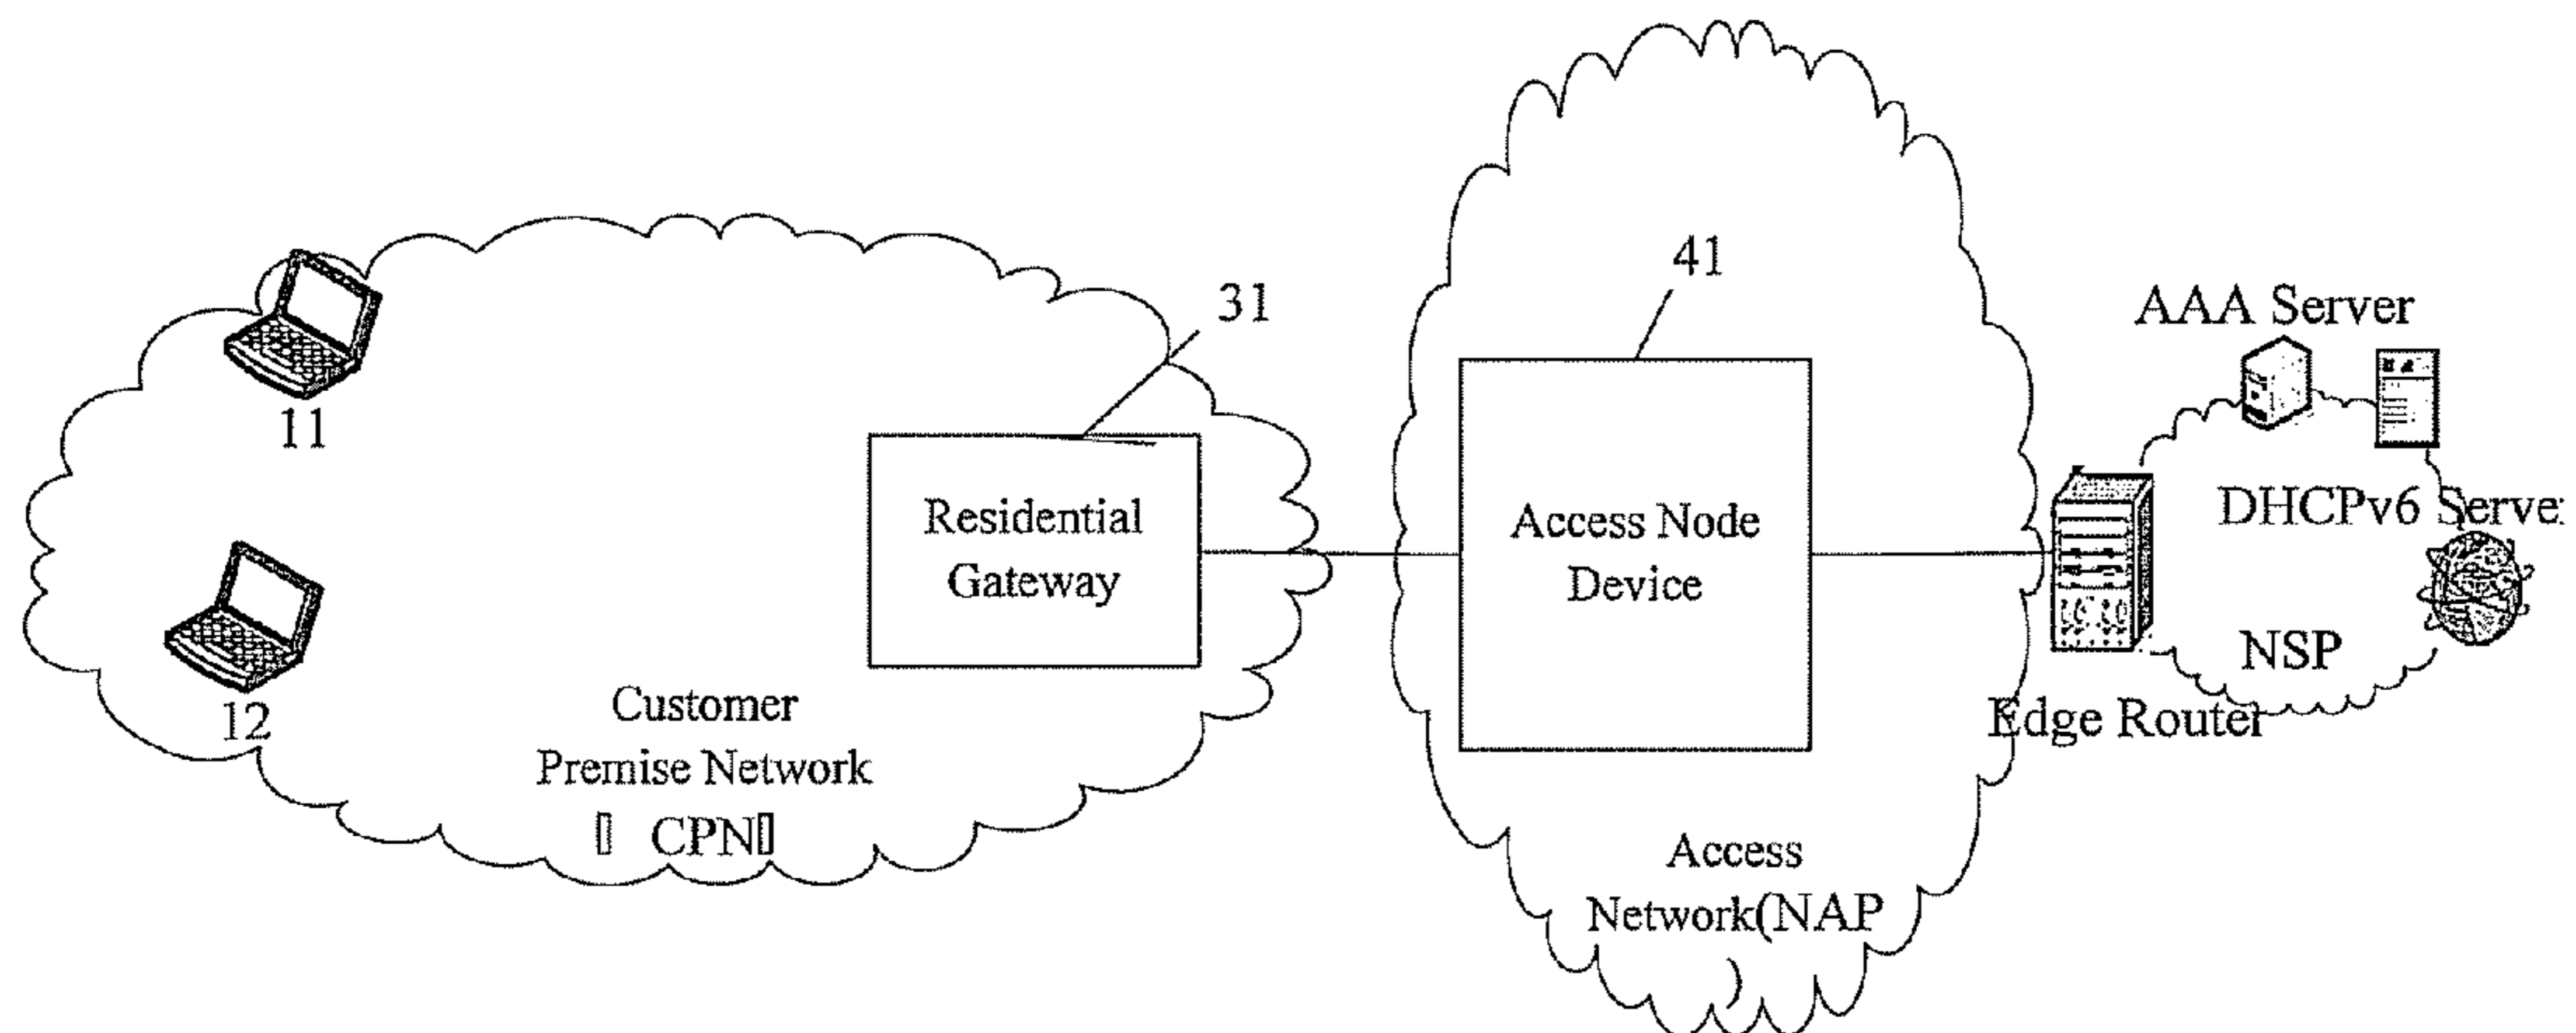 11
12
31
Residential
Gateway
Customer
Premise Network
CPN
41
Access Node
Device
Access
Network(NAP
)
AAA Server
DHCPv6 Serve
NSP
Edge Router